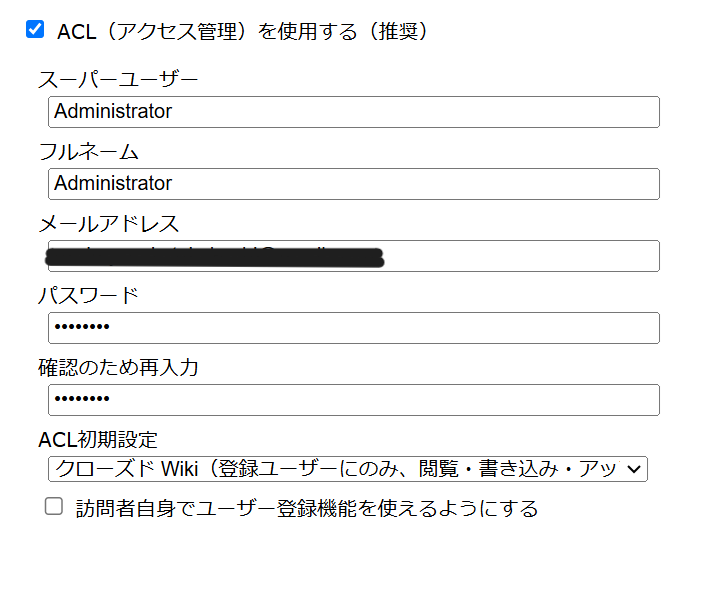 ACL（アクセス管理）を使用する（推奨）
スーパーユーザー
Administrator
フルネーム
Administrator
メールアドレス
パスワード
••••••••
確認のため再入力
••••••••
ACL初期設定
クローズド Wiki（登録ユーザーにのみ、閲覧・書き込み・アッ
訪問者自身でユーザー登録機能を使えるようにする